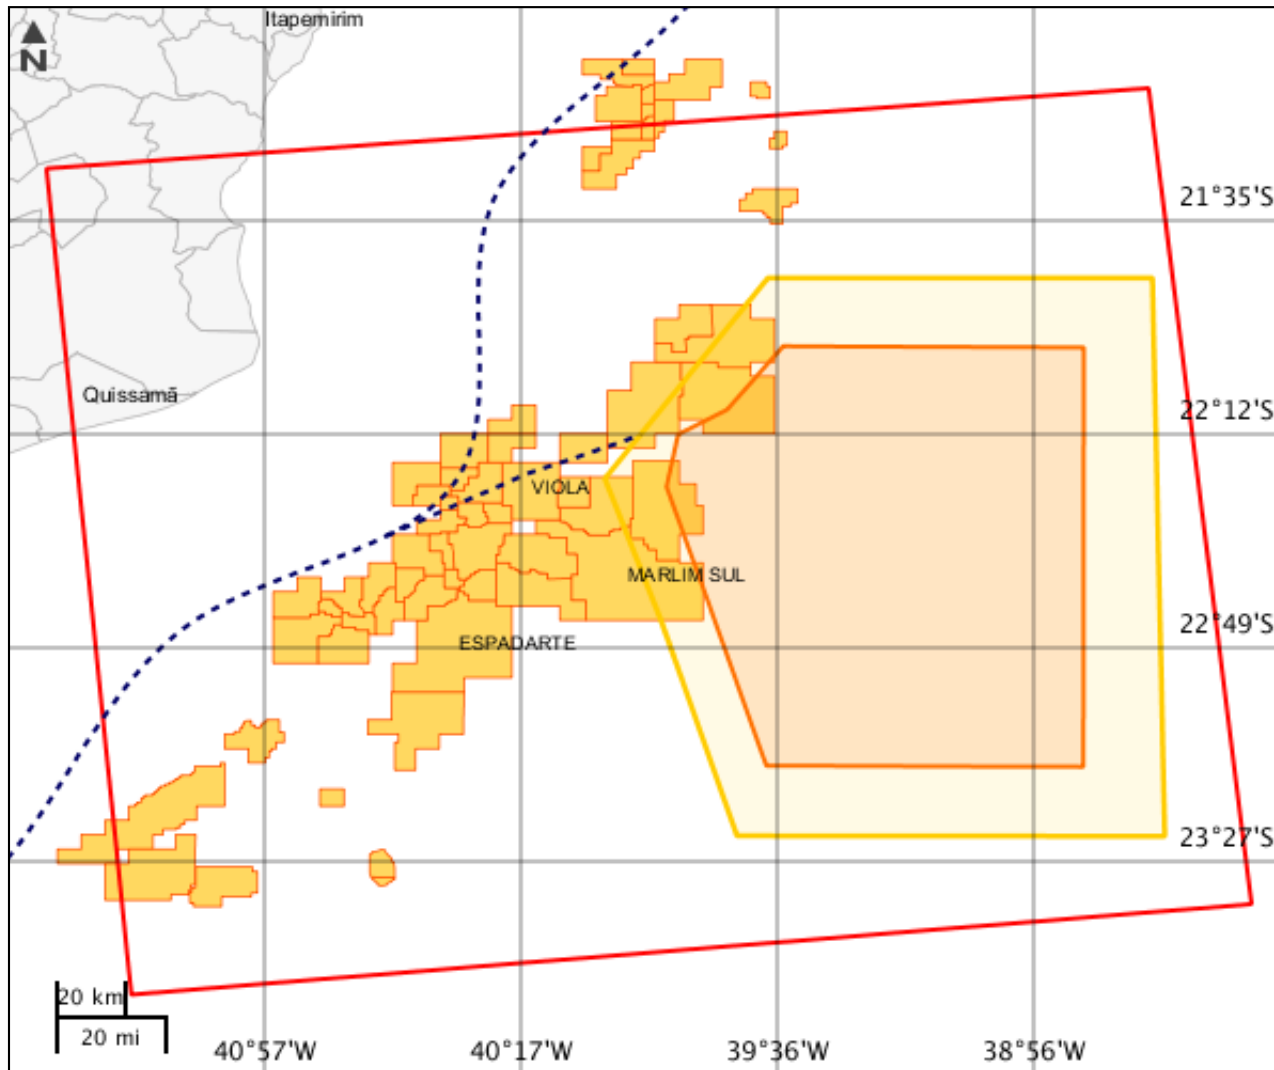 Itapemirim
N
21°35'S
Quissamã
22°12'S
VIOLA
MARLIM SUL
22°49'S
ESPADARTE
23°27'S
20 km
20 mi
40°57'W
40°17'W
39°36'W
38°56'W